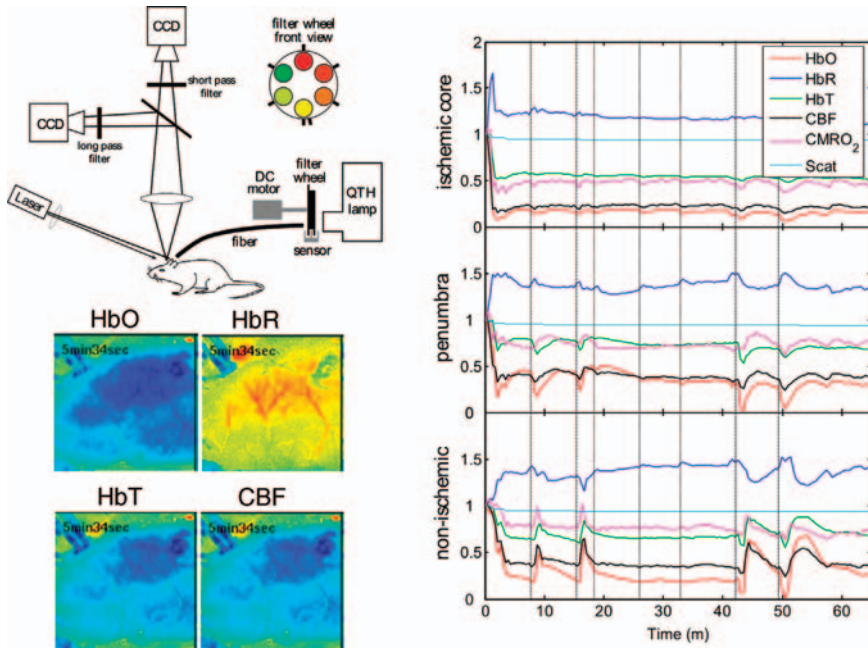 CCD
filter wheel
front view
short pass
filter
CCD
long pass
filter
DC
motor
filter
wheel
QTH
lamp
Laser
fiber
sensor
HbO
HbR
5min34sec
5min34sec
HbT
CBF
5min34sec
5min34sec
2
1.5
1
0.5
0
ischemic core
HbO
HbR
HbT
CBF
CMRO₂
Scat
1.5
1
0.5
0
penumbra
1.5
1
0.5
0
non-ischemic
0 10 20 30 40 50 60
Time (m)